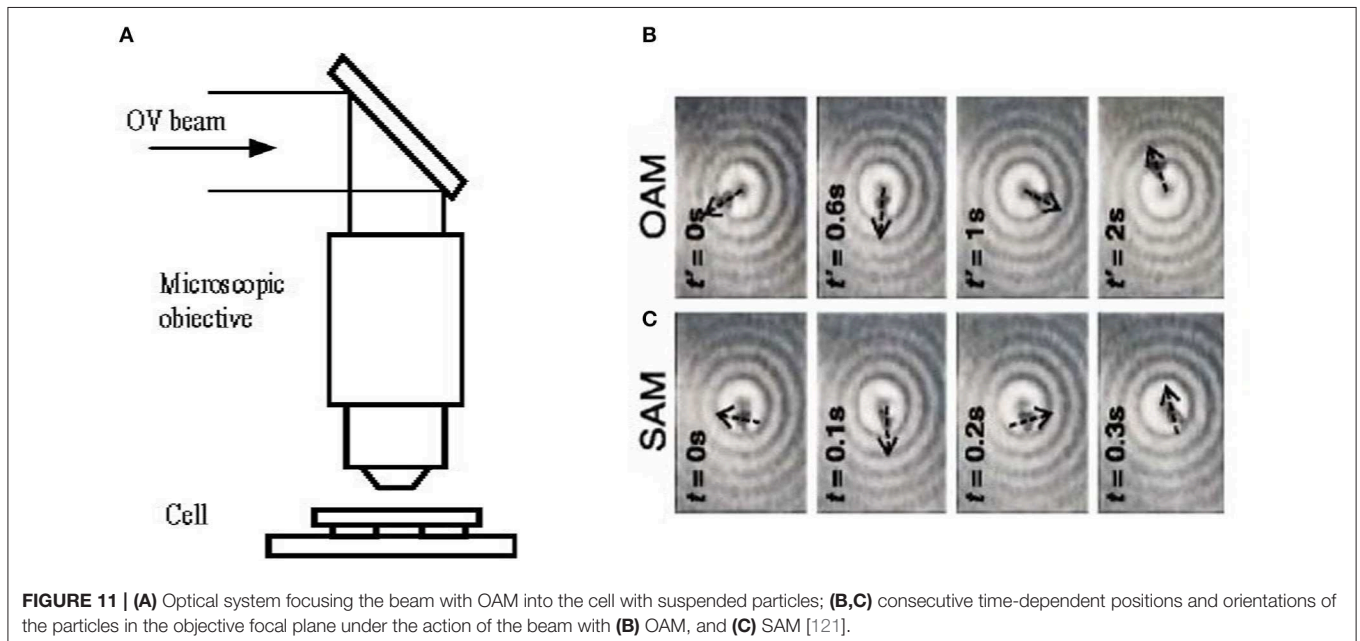 A
OV beam
Microscopic
objective
Cell
B
OAM
t' = 0s
t' = 0.6s
t' = 1s
t' = 2s
C
SAM
t = 0s
t = 0.1s
t = 0.2s
t = 0.3s
FIGURE 11 | (A) Optical system focusing the beam with OAM into the cell with suspended particles; (B,C) consecutive time-dependent positions and orientations of
the particles in the objective focal plane under the action of the beam with (B) OAM, and (C) SAM [121].